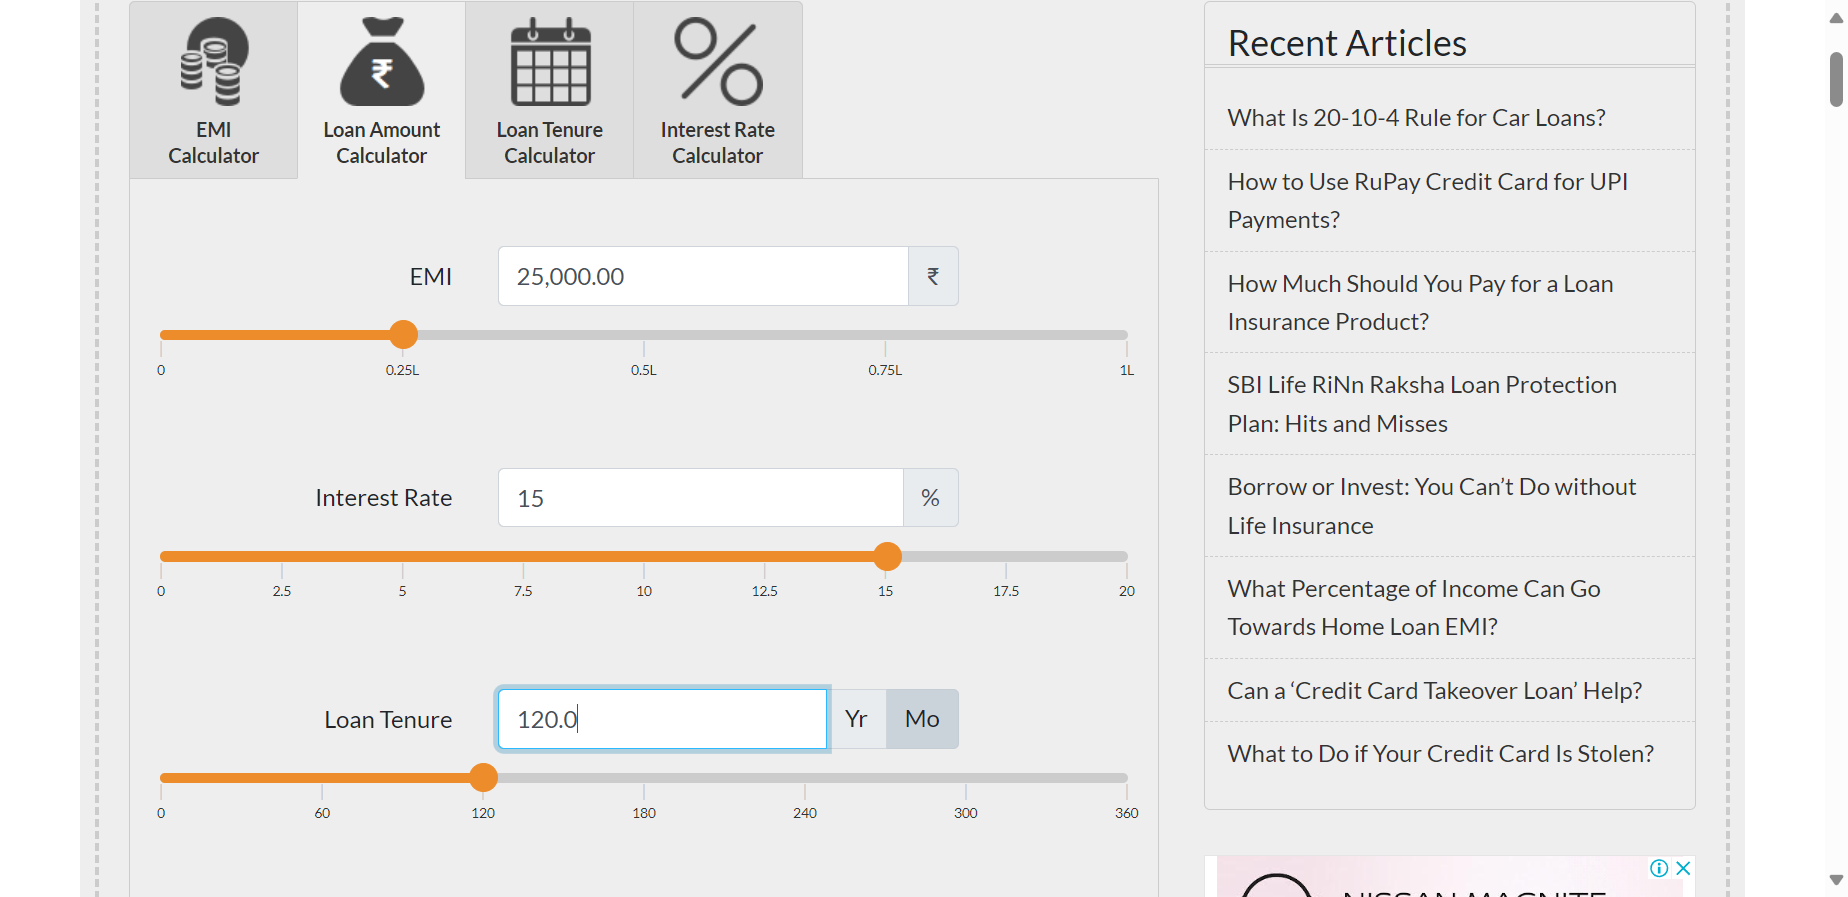 EMI
Calculator
Loan Amount
Calculator
Loan Tenure
Calculator
Interest Rate
Calculator
EMI
25,000.00
₹
0 0.25L 0.5L 0.75L 1L
Interest Rate
15
%
0 2.5 5 7.5 10 12.5 15 17.5 20
Loan Tenure
120.0
Yr
Mo
0 60 120 180 240 300 360
Recent Articles
What Is 20-10-4 Rule for Car Loans?
How to Use RuPay Credit Card for UPI
Payments?
How Much Should You Pay for a Loan
Insurance Product?
SBI Life RiNn Raksha Loan Protection
Plan: Hits and Misses
Borrow or Invest: You Can’t Do without
Life Insurance
What Percentage of Income Can Go
Towards Home Loan EMI?
Can a ‘Credit Card Takeover Loan’ Help?
What to Do if Your Credit Card Is Stolen?
NISSAN MAGNITE